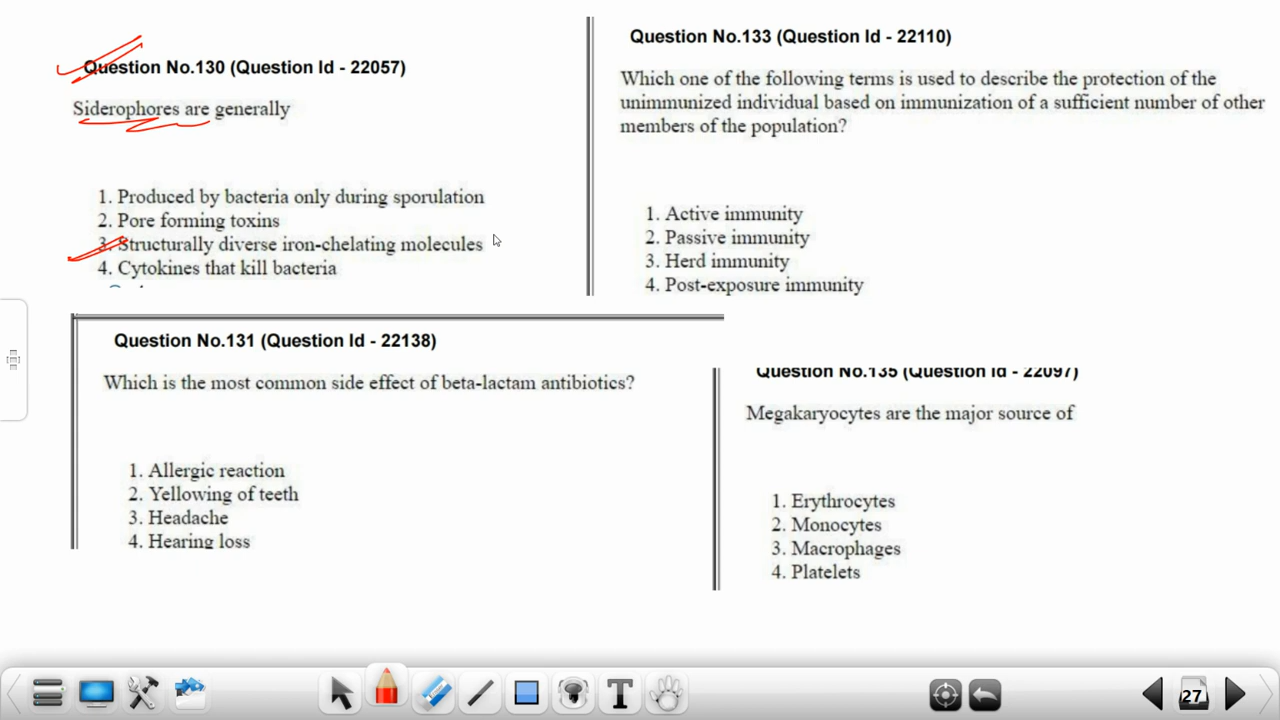 Question No.130 (Question Id - 22057)
Siderophores are generally
1. Produced by bacteria only during sporulation
2. Pore forming toxins
3. Structurally diverse iron-chelating molecules
4. Cytokines that kill bacteria
Question No.133 (Question Id - 22110)
Which one of the following terms is used to describe the protection of the
unimmunized individual based on immunization of a sufficient number of other
members of the population?
1. Active immunity
2. Passive immunity
3. Herd immunity
4. Post-exposure immunity
Question No.131 (Question Id - 22138)
Which is the most common side effect of beta-lactam antibiotics?
1. Allergic reaction
2. Yellowing of teeth
3. Headache
4. Hearing loss
Question No.135 (Question Id - 22097)
Megakaryocytes are the major source of
1. Erythrocytes
2. Monocytes
3. Macrophages
4. Platelets
T
27